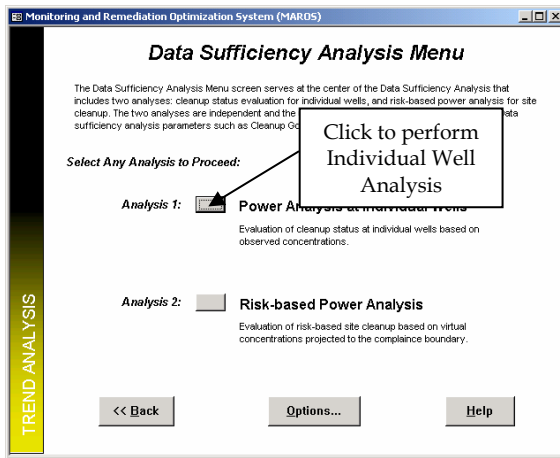 Monitoring and Remediation Optimization System (MAROS)
Data Sufficiency Analysis Menu
The Data Sufficiency Analysis Menu screen serves at the center of the Data Sufficiency Analysis that
includes two analyses: cleanup status evaluation for individual wells, and risk-based power analysis for site
cleanup. The two analyses are independent and the
sufficiency analysis parameters such as Cleanup
Click to perform
Individual Well
Analysis
Select Any Analysis to Proceed:
Analysis 1:
Power Analysis at Individual Wells
Evaluation of cleanup status at individual wells based on
observed concentrations.
Analysis 2:
Risk-based Power Analysis
Evaluation of risk-based site cleanup based on virtual
concentrations projected to the complaince boundary.
TREND ANALYSIS
<< Back
Options...
Help